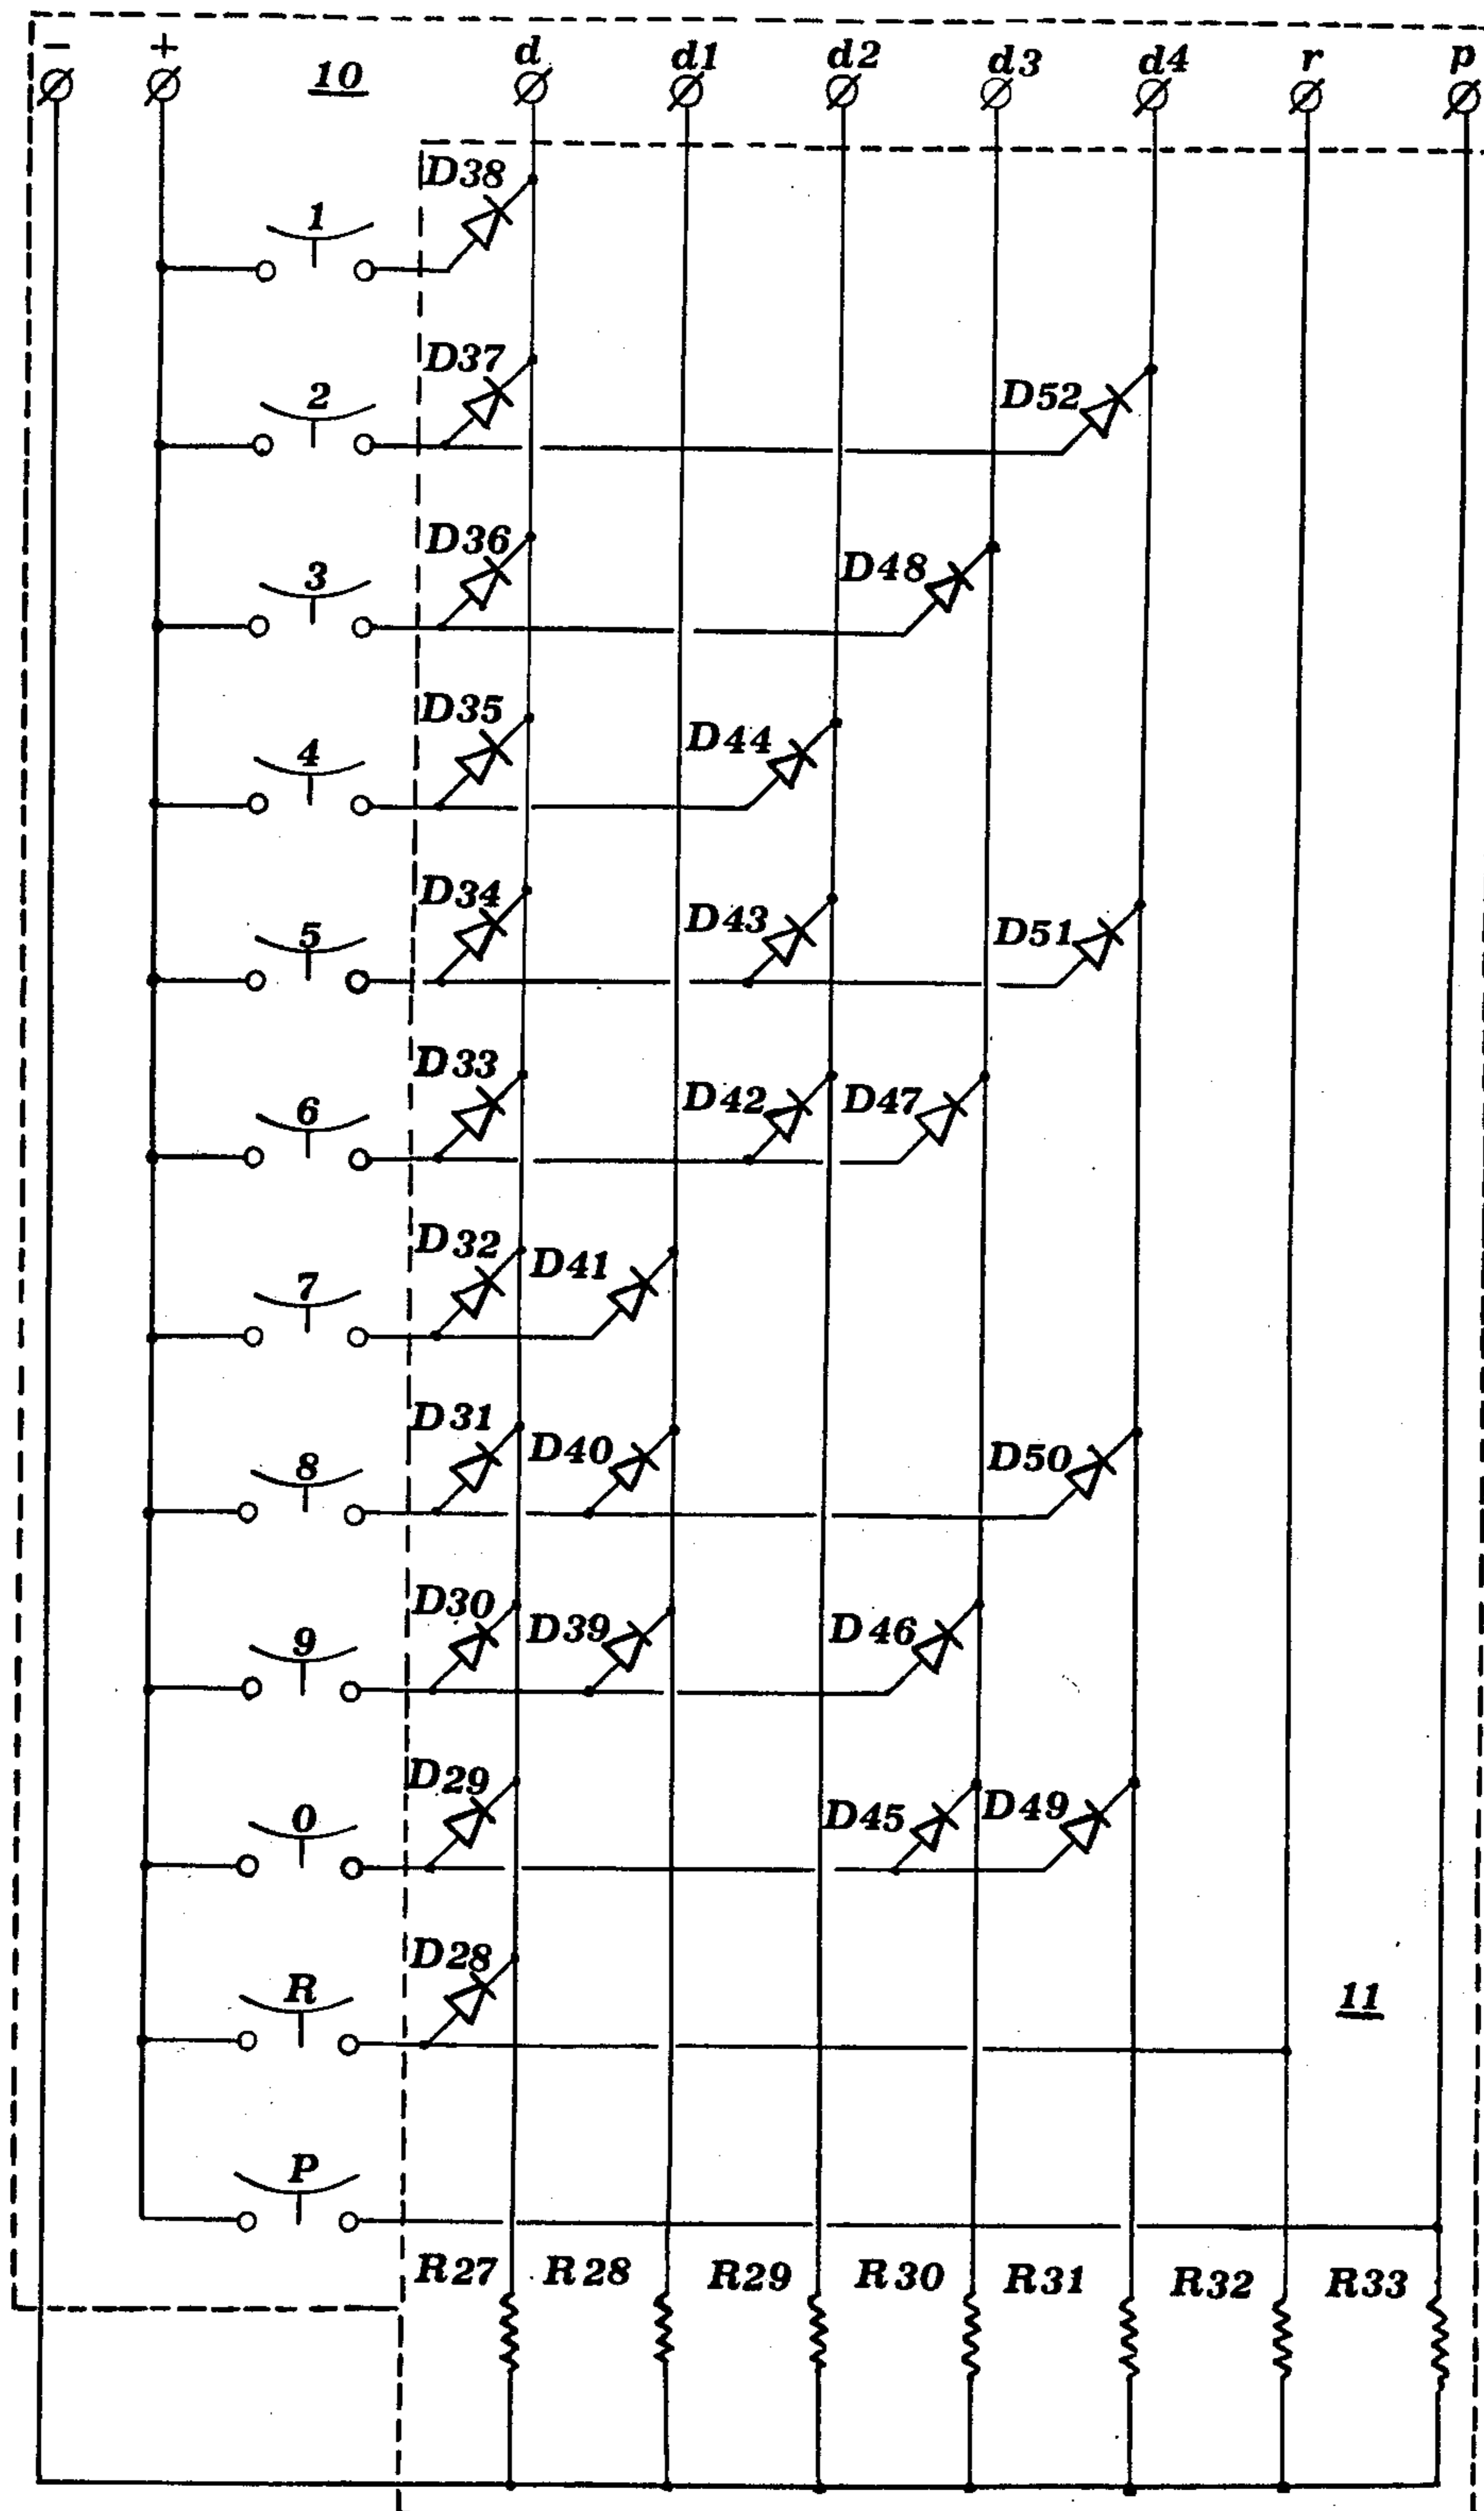 − + 10 d d1 d2 d3 d4 r p
D38
1
D37
2 D52
D36
3 D48
D35
4 D44
D34
5 D43 D51
D33
6 D42 D47
D32 D41
7
D31 D40 D50
8
D30 D39 D46
9
D29 D45 D49
0
D28
R 11
P
R27 R28 R29 R30 R31 R32 R33